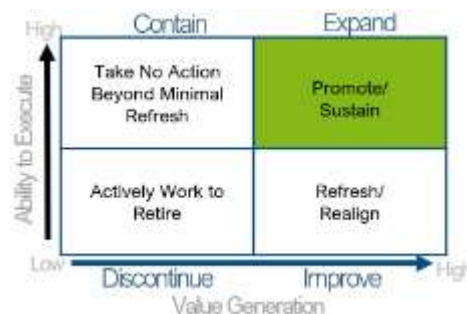 Contain Expand
High
Take No Action
Beyond Minimal
Refresh
Promote/
Sustain
Ability to Execute
Actively Work to
Retire
Refresh/
Realign
Low
High
Discontinue Improve
Value Generation